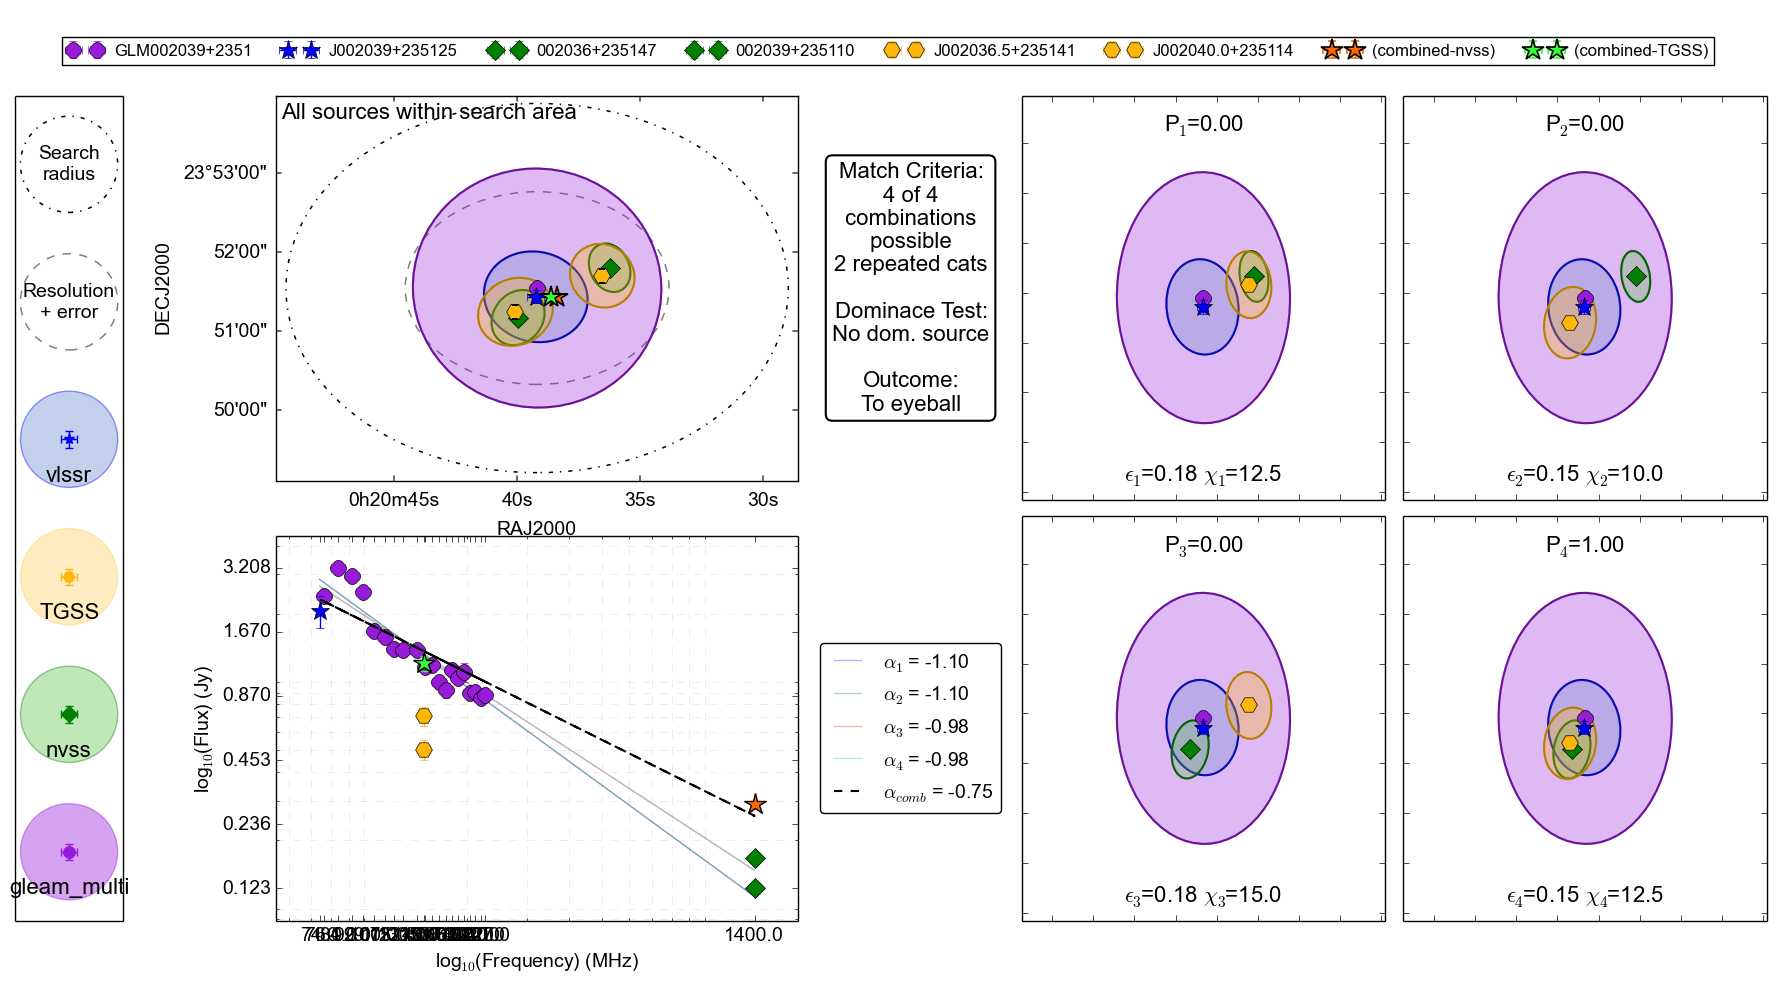 GLM002039+2351 J002039+235125 002036+235147 002039+235110 J002036.5+235141 J002040.0+235114 (combined-nvss) (combined-TGSS)
Search
radius
Resolution
+ error
vlssr
TGSS
nvss
gleam_multi
All sources within search area
DECJ2000
23°53'00"
52'00"
51'00"
50'00"
0h20m45s 40s 35s 30s
RAJ2000
Match Criteria:
4 of 4
combinations
possible
2 repeated cats
Dominace Test:
No dom. source
Outcome:
To eyeball
P1=0.00
ϵ1=0.18 χ1=12.5
P2=0.00
ϵ2=0.15 χ2=10.0
P3=0.00
ϵ3=0.18 χ3=15.0
P4=1.00
ϵ4=0.15 χ4=12.5
log10(Flux) (Jy)
3.208
1.670
0.870
0.453
0.236
0.123
1400.0
log10(Frequency) (MHz)
α1 = -1.10
α2 = -1.10
α3 = -0.98
α4 = -0.98
αcomb = -0.75